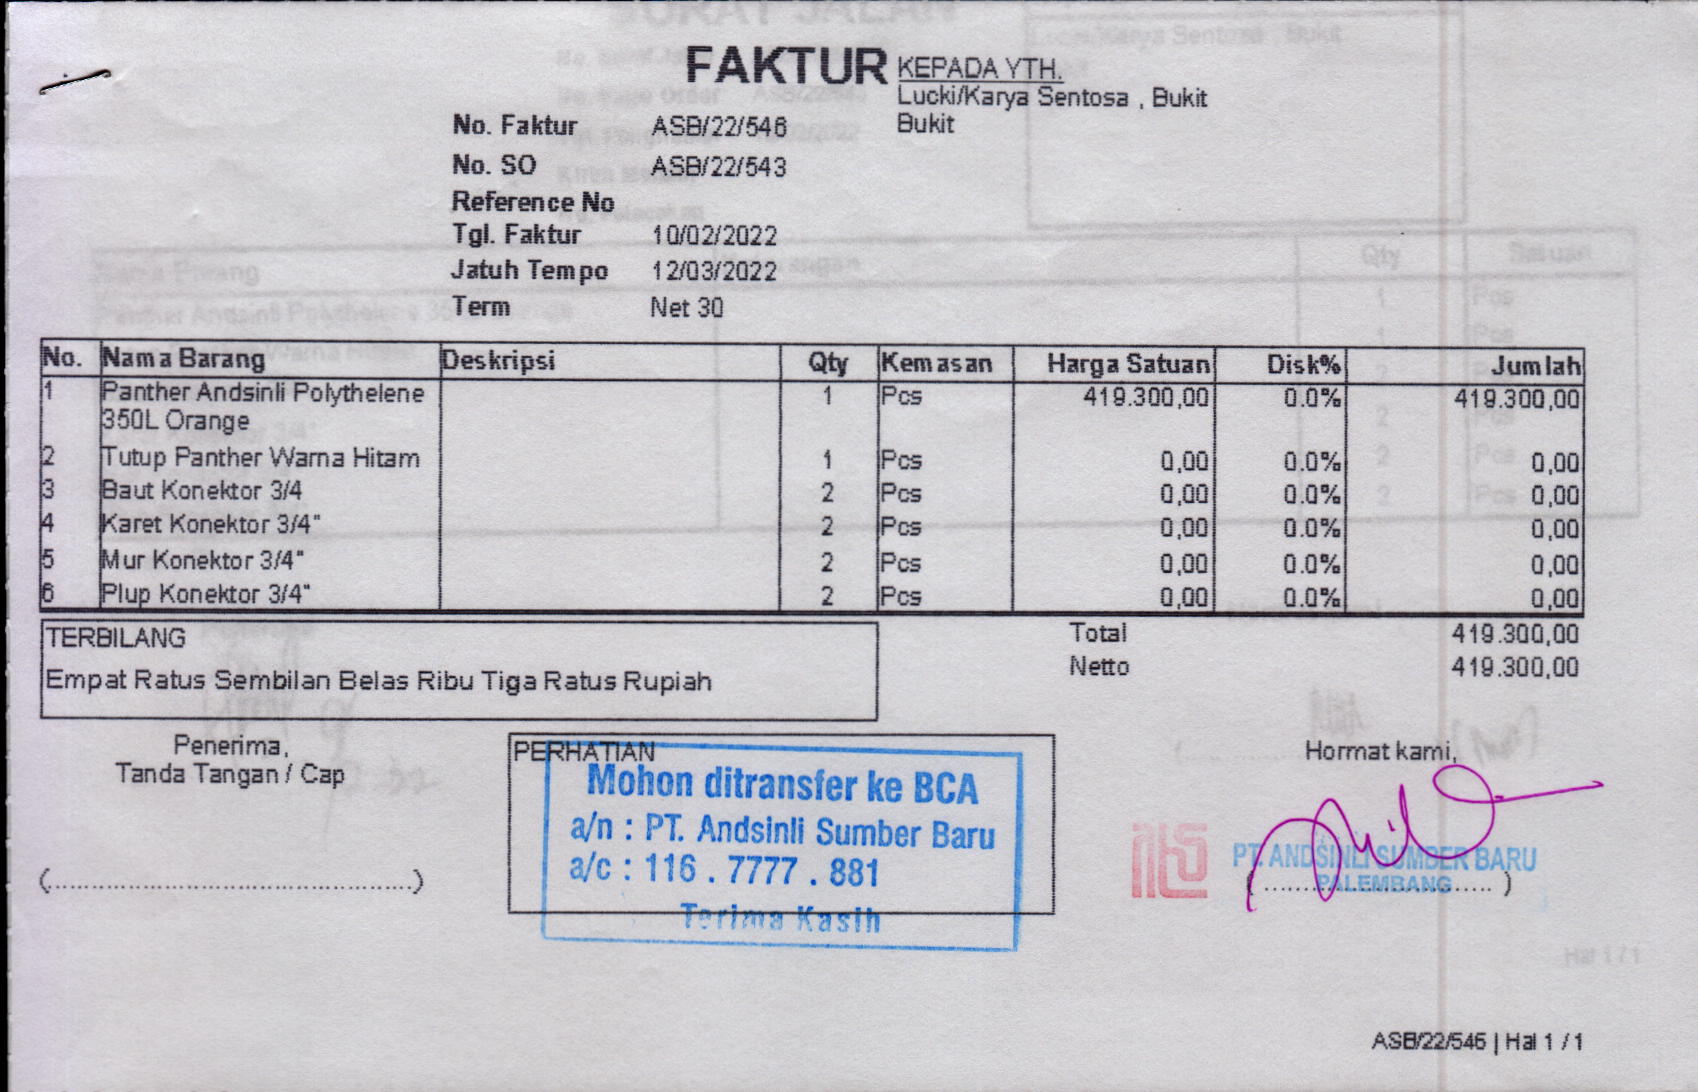 FAKTUR
KEPADA YTH.
Lucki/Karya Sentosa , Bukit
Bukit
No. Faktur ASB/22/546
No. SO ASB/22/543
Reference No
Tgl. Faktur 10/02/2022
Jatuh Tempo 12/03/2022
Term Net 30
No. Nama Barang Deskripsi Qty Kemasan Harga Satuan Disk% Jumlah
1 Panther Andsinli Polythelene 1 Pcs 419.300,00 0.0% 419.300,00
350L Orange
2 Tutup Panther Warna Hitam 1 Pcs 0,00 0.0% 0,00
3 Baut Konektor 3/4 2 Pcs 0,00 0.0% 0,00
4 Karet Konektor 3/4" 2 Pcs 0,00 0.0% 0,00
5 Mur Konektor 3/4" 2 Pcs 0,00 0.0% 0,00
6 Plup Konektor 3/4" 2 Pcs 0,00 0.0% 0,00
TERBILANG
Empat Ratus Sembilan Belas Ribu Tiga Ratus Rupiah
Total 419.300,00
Netto 419.300,00
Penerima,
Tanda Tangan / Cap
(............................................)
PERHATIAN
Mohon ditransfer ke BCA
a/n : PT. Andsinli Sumber Baru
a/c : 116 . 7777 . 881
Terima Kasih
Hormat kami,
PT. ANDSINLI SUMBER BARU
PALEMBANG
ASB/22/546 | Hal 1 / 1